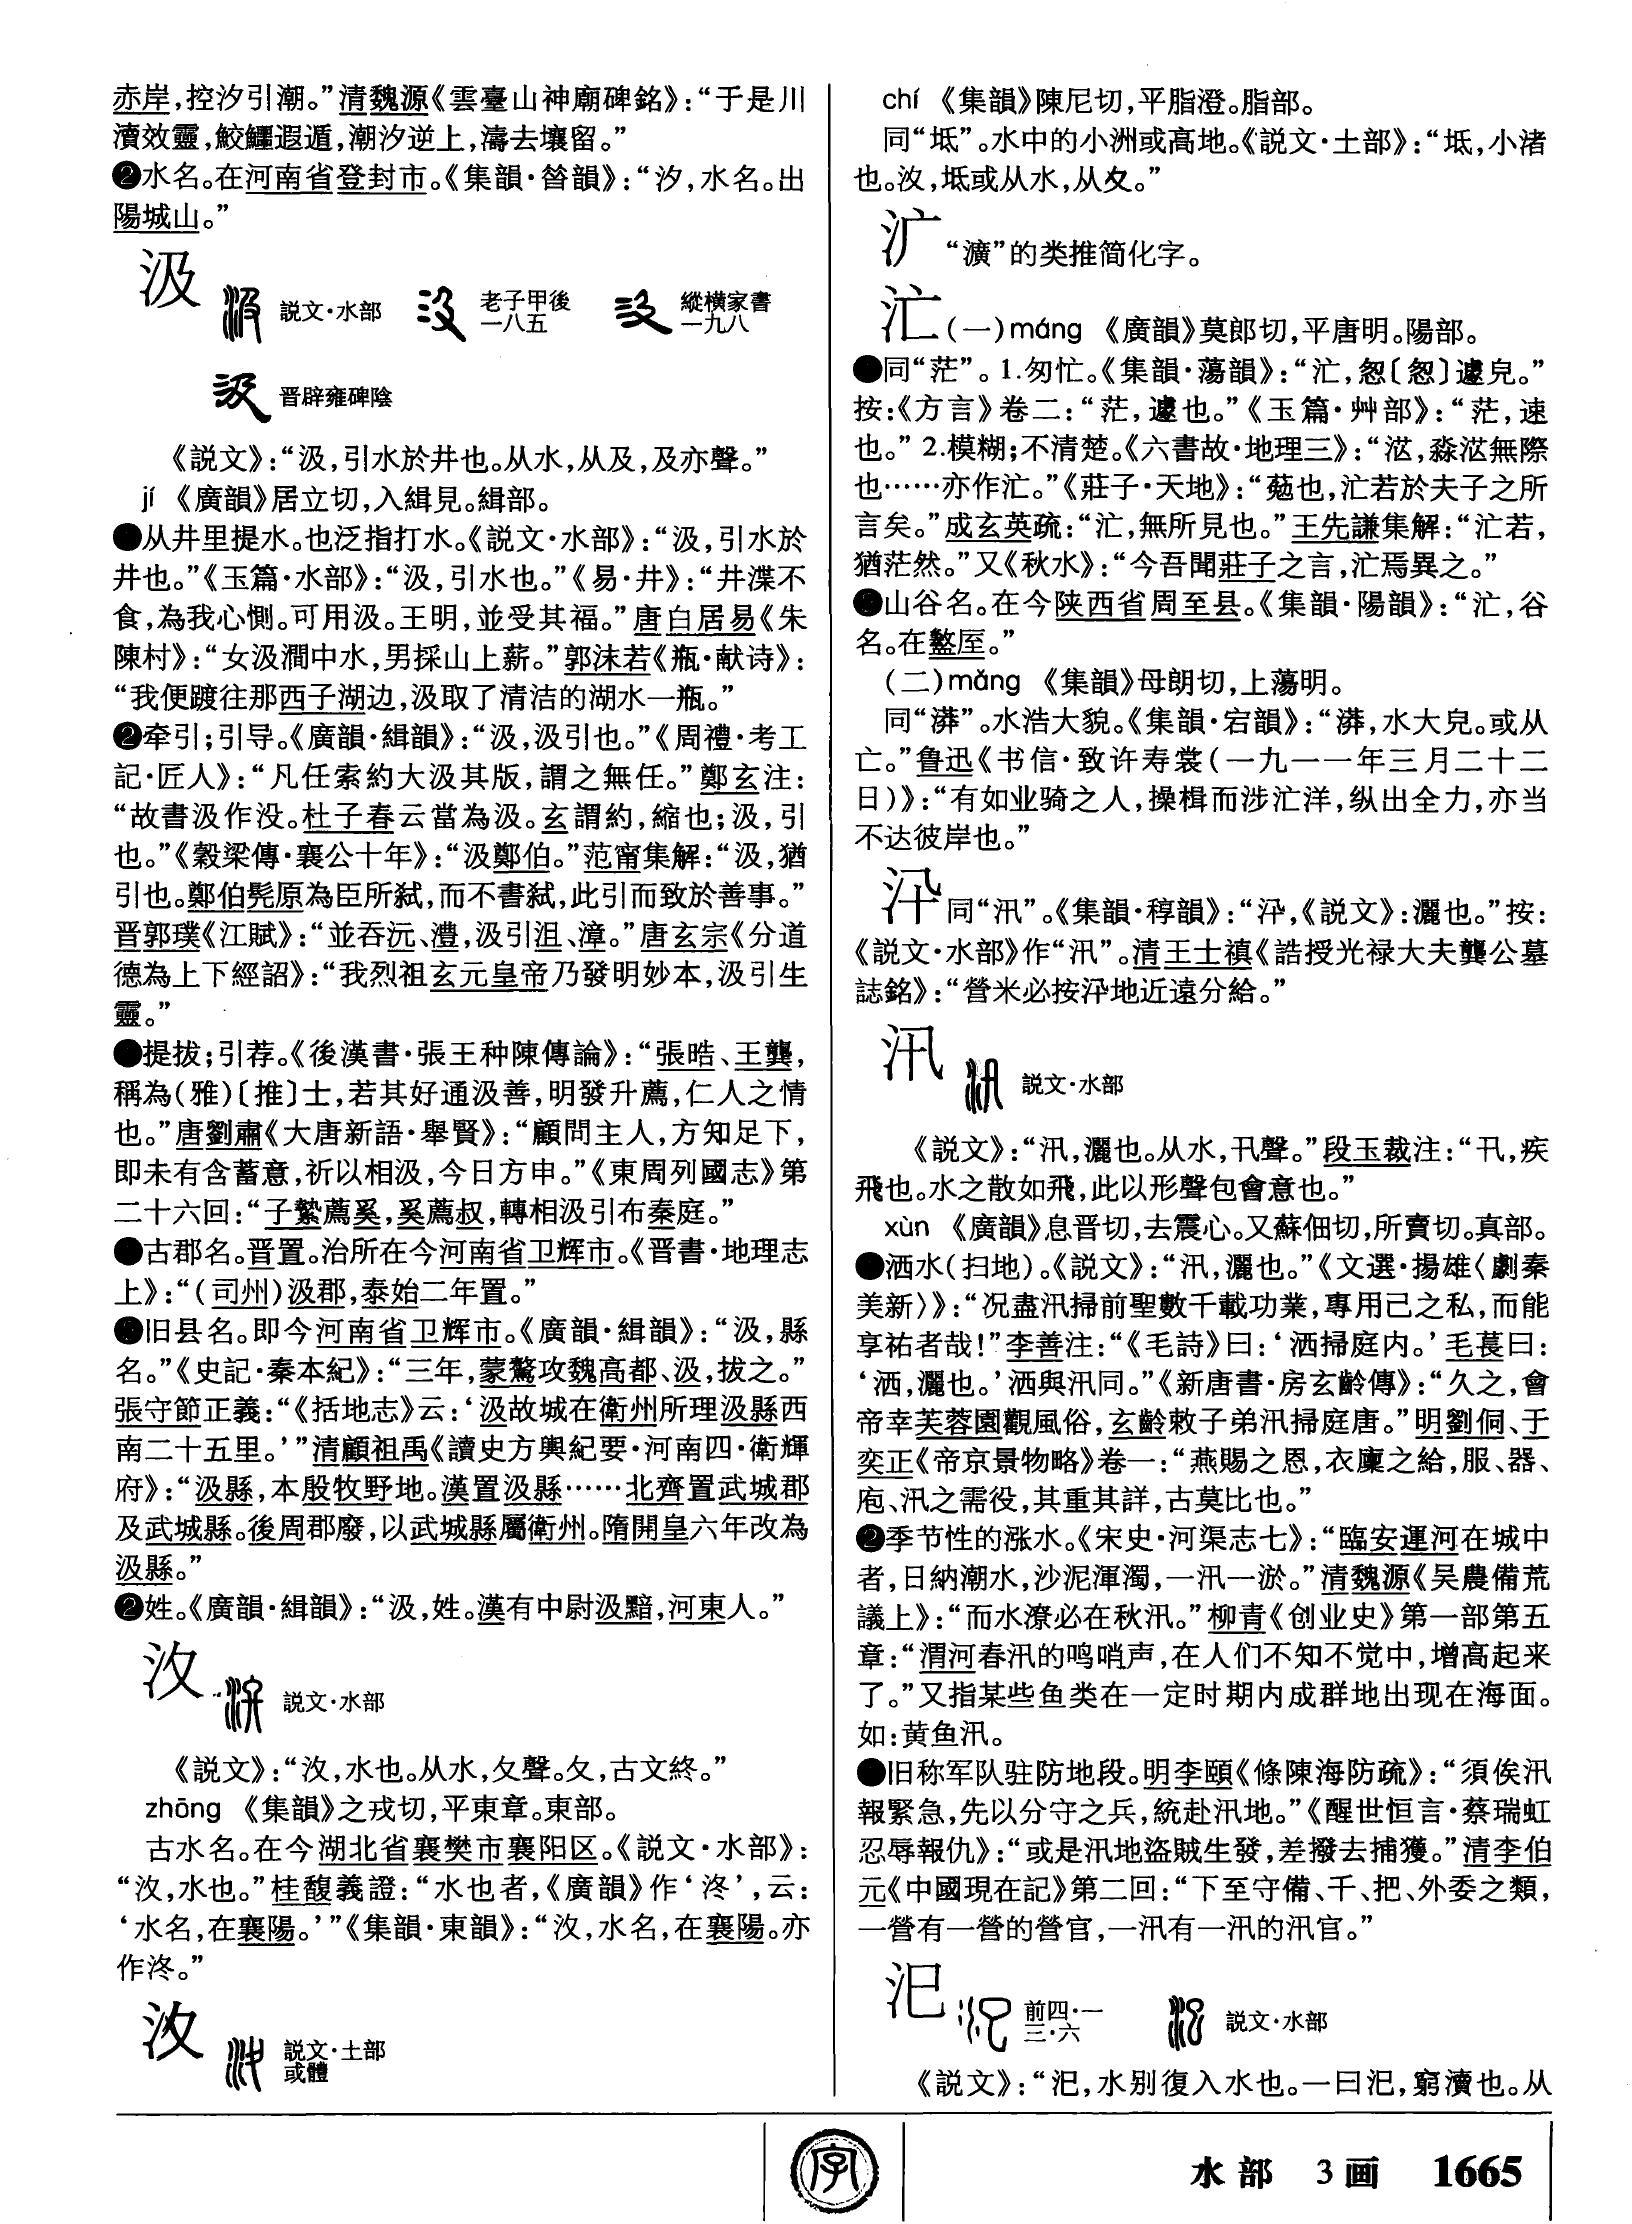 赤岸，控汐引潮。”清魏源《雲臺山神廟碑銘》：“于是川
瀆效靈，鮫鱷遐遁，潮汐逆上，濤去壤留。”
❷水名。在河南省登封市。《集韻·昝韻》：“汐，水名。出
陽城山。”
汲 説文·水部 老子甲後一八五 縱横家書一九八
晋辟雍碑陰
《説文》：“汲，引水於井也。从水，从及，及亦聲。”
jí 《廣韻》居立切，入緝見。緝部。
●从井里提水。也泛指打水。《説文·水部》：“汲，引水於
井也。”《玉篇·水部》：“汲，引水也。”《易·井》：“井渫不
食，為我心惻。可用汲。王明，並受其福。”唐白居易《朱
陳村》：“女汲澗中水，男採山上薪。”郭沫若《瓶·献诗》：
“我便踱往那西子湖边，汲取了清洁的湖水一瓶。”
❷牵引；引导。《廣韻·緝韻》：“汲，汲引也。”《周禮·考工
記·匠人》：“凡任索約大汲其版，謂之無任。”鄭玄注：
“故書汲作没。杜子春云當為汲。玄謂約，縮也；汲，引
也。”《穀梁傳·襄公十年》：“汲鄭伯。”范甯集解：“汲，猶
引也。鄭伯髡原為臣所弑，而不書弑，此引而致於善事。”
晋郭璞《江賦》：“並吞沅、澧，汲引沮、漳。”唐玄宗《分道
德為上下經詔》：“我烈祖玄元皇帝乃發明妙本，汲引生
靈。”
●提拔；引荐。《後漢書·張王种陳傳論》：“張晧、王龔，
稱為（雅）〔推〕士，若其好通汲善，明發升薦，仁人之情
也。”唐劉肅《大唐新語·舉賢》：“顧問主人，方知足下，
即未有含蓄意，祈以相汲，今日方申。”《東周列國志》第
二十六回：“子縶薦奚，奚薦叔，轉相汲引布秦庭。”
●古郡名。晋置。治所在今河南省卫辉市。《晋書·地理志
上》：“（司州）汲郡，泰始二年置。”
●旧县名。即今河南省卫辉市。《廣韻·緝韻》：“汲，縣
名。”《史記·秦本紀》：“三年，蒙驁攻魏高都、汲，拔之。”
張守節正義：“《括地志》云：‘汲故城在衛州所理汲縣西
南二十五里。’”清顧祖禹《讀史方輿紀要·河南四·衛輝
府》：“汲縣，本殷牧野地。漢置汲縣……北齊置武城郡
及武城縣。後周郡廢，以武城縣屬衛州。隋開皇六年改為
汲縣。”
❷姓。《廣韻·緝韻》：“汲，姓。漢有中尉汲黯，河東人。”
汷 説文·水部
《説文》：“汷，水也。从水，夂聲。夂，古文終。”
zhōng 《集韻》之戎切，平東章。東部。
古水名。在今湖北省襄樊市襄阳区。《説文·水部》：
“汷，水也。”桂馥義證：“水也者，《廣韻》作‘泈’，云：
‘水名，在襄陽。’”《集韻·東韻》：“汷，水名，在襄陽。亦
作泈。”
汷 説文·土部或體
chí 《集韻》陳尼切，平脂澄。脂部。
同“坻”。水中的小洲或高地。《説文·土部》：“坻，小渚
也。汷，坻或从水，从夂。”
㲿 “瀇”的类推简化字。
汒 （一）máng 《廣韻》莫郎切，平唐明。陽部。
●同“茫”。1.匆忙。《集韻·蕩韻》：“汒，怱〔怱〕遽皃。”
按：《方言》卷二：“茫，遽也。”《玉篇·艸部》：“茫，速
也。”2.模糊；不清楚。《六書故·地理三》：“㳷，淼㳷無際
也……亦作汒。”《莊子·天地》：“葂也，汒若於夫子之所
言矣。”成玄英疏：“汒，無所見也。”王先謙集解：“汒若，
猶茫然。”又《秋水》：“今吾聞莊子之言，汒焉異之。”
●山谷名。在今陕西省周至县。《集韻·陽韻》：“汒，谷
名。在盩厔。”
（二）mǎng 《集韻》母朗切，上蕩明。
同“漭”。水浩大貌。《集韻·宕韻》：“漭，水大皃。或从
亡。”鲁迅《书信·致许寿裳（一九一一年三月二十二
日）》：“有如业骑之人，操楫而涉汒洋，纵出全力，亦当
不达彼岸也。”
同“汛”。《集韻·稕韻》：“《説文》：灑也。”按：
《説文·水部》作“汛”。清王士禛《誥授光禄大夫龔公墓
誌銘》：“營米必按地近遠分給。”
汛 説文·水部
《説文》：“汛，灑也。从水，卂聲。”段玉裁注：“卂，疾
飛也。水之散如飛，此以形聲包會意也。”
xùn 《廣韻》息晋切，去震心。又蘇佃切，所賣切。真部。
●洒水（扫地）。《説文》：“汛，灑也。”《文選·揚雄〈劇秦
美新〉》：“况盡汛掃前聖數千載功業，專用己之私，而能
享祐者哉！”李善注：“《毛詩》曰：‘洒掃庭内。’毛萇曰：
‘洒，灑也。’洒與汛同。”《新唐書·房玄齡傳》：“久之，會
帝幸芙蓉園觀風俗，玄齡敕子弟汛掃庭唐。”明劉侗、于
奕正《帝京景物略》卷一：“燕賜之恩，衣廩之給，服、器、
庖、汛之需役，其重其詳，古莫比也。”
❷季节性的涨水。《宋史·河渠志七》：“臨安運河在城中
者，日納潮水，沙泥渾濁，一汛一淤。”清魏源《吴農備荒
議上》：“而水潦必在秋汛。”柳青《创业史》第一部第五
章：“渭河春汛的鸣哨声，在人们不知不觉中，增高起来
了。”又指某些鱼类在一定时期内成群地出现在海面。
如：黄鱼汛。
●旧称军队驻防地段。明李頤《條陳海防疏》：“須俟汛
報緊急，先以分守之兵，統赴汛地。”《醒世恒言·蔡瑞虹
忍辱報仇》：“或是汛地盜賊生發，差撥去捕獲。”清李伯
元《中國現在記》第二回：“下至守備、千、把、外委之類，
一營有一營的營官，一汛有一汛的汛官。”
汜 前四·一三·六 説文·水部
《説文》：“汜，水别復入水也。一曰汜，窮瀆也。从
字
水部 3画 1665